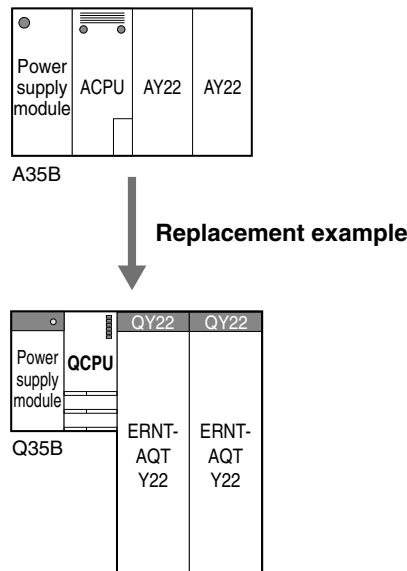 Power
supply
module
ACPU
AY22
AY22
A35B
Replacement example
QY22
QY22
Power
supply
module
QCPU
Q35B
ERNT-
AQT
Y22
ERNT-
AQT
Y22